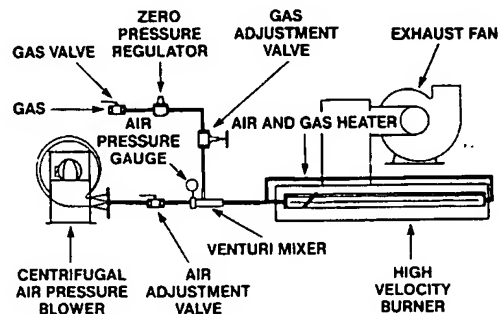 ZERO
PRESSURE
REGULATOR
GAS
ADJUSTMENT
VALVE
EXHAUST FAN
GAS VALVE
GAS
AIR
PRESSURE
GAUGE
AIR AND GAS HEATER
VENTURI MIXER
CENTRIFUGAL
AIR PRESSURE
BLOWER
AIR
ADJUSTMENT
VALVE
HIGH
VELOCITY
BURNER